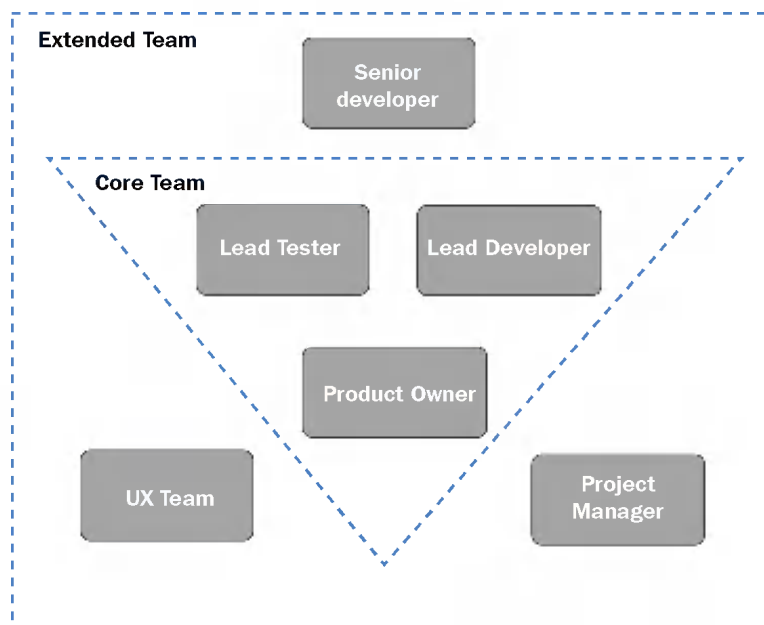 Extended Team
Senior
developer
Core Team
Lead Tester
Lead Developer
Product Owner
UX Team
Project
Manager